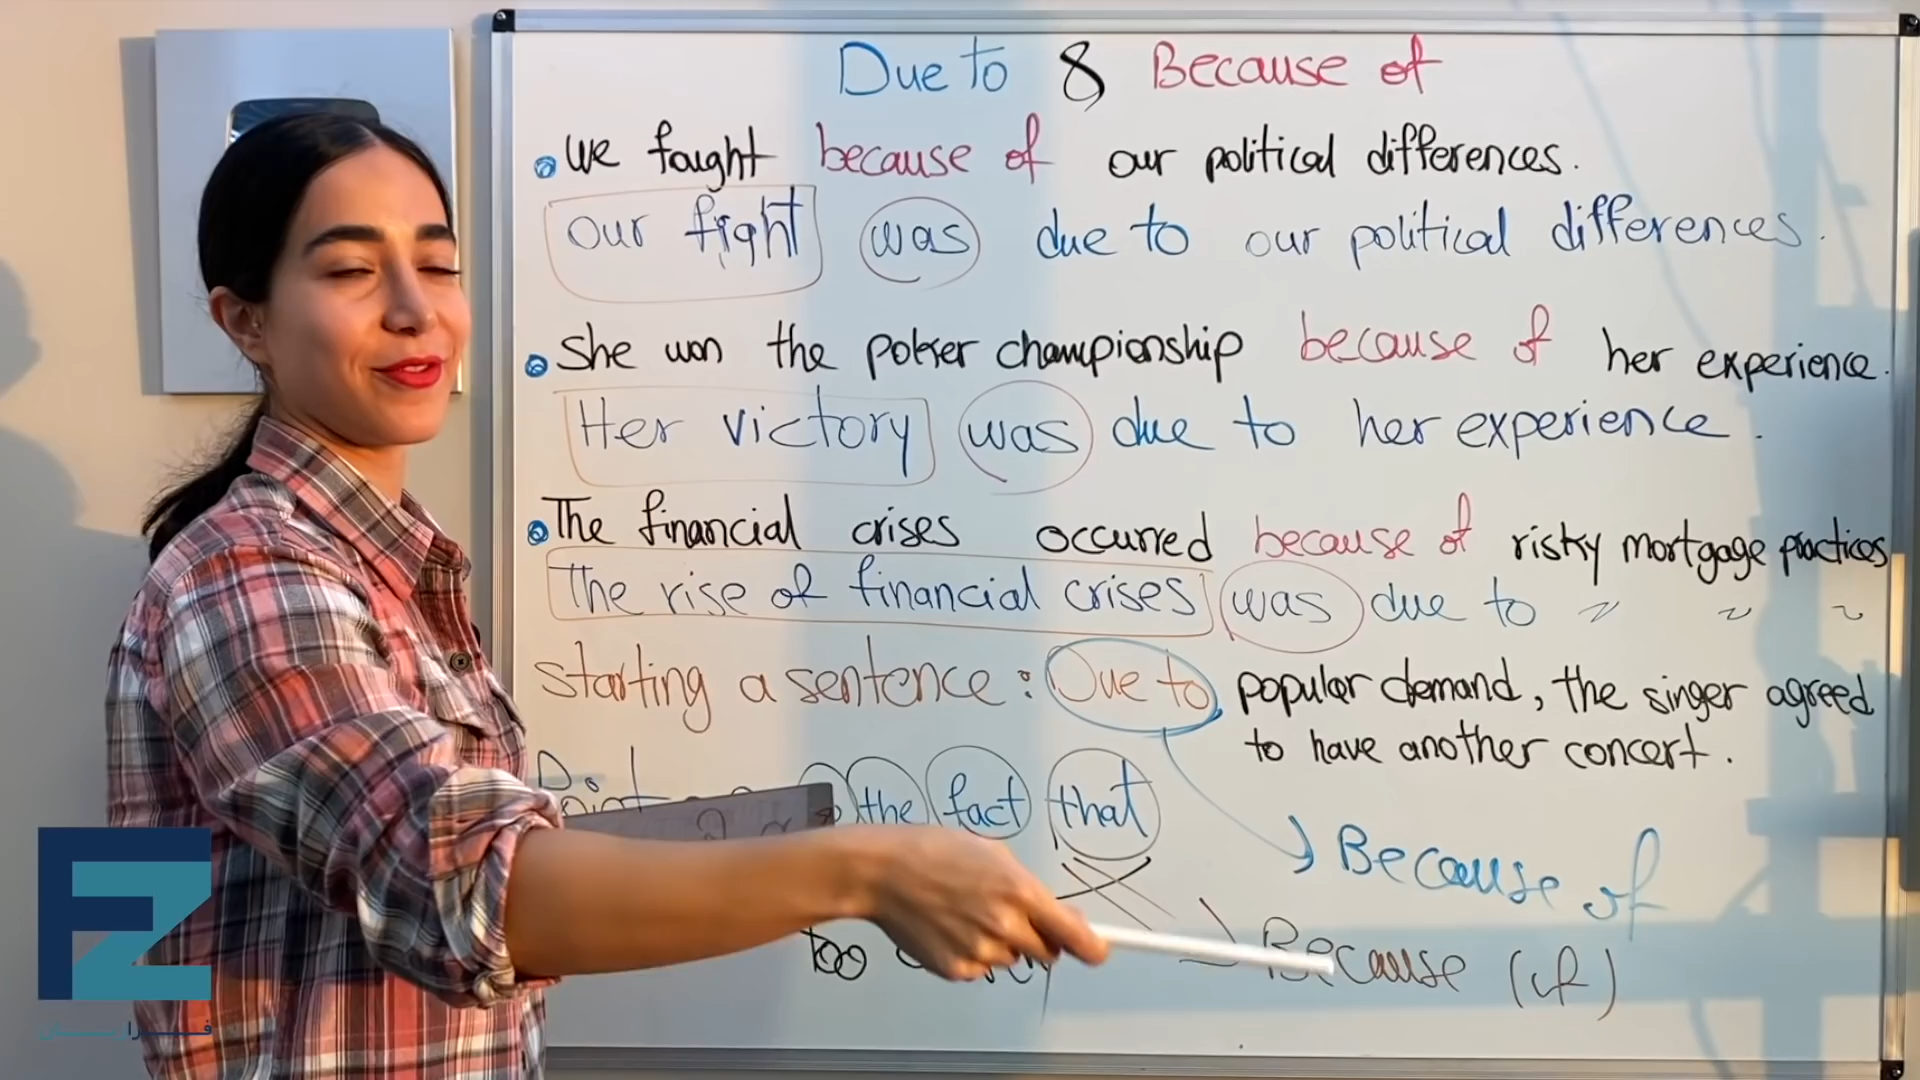 Due to & Because of
We fought because of our political differences.
Our fight was due to our political differences.
She won the poker championship because of her experience.
Her victory was due to her experience.
The financial crises occurred because of risky mortgage practices
The rise of financial crises was due to 〃 〃 〃
starting a sentence: Due to popular demand, the singer agreed
to have another concert.
the fact that
Because of
too
Because (of)
FZ
فرازبان